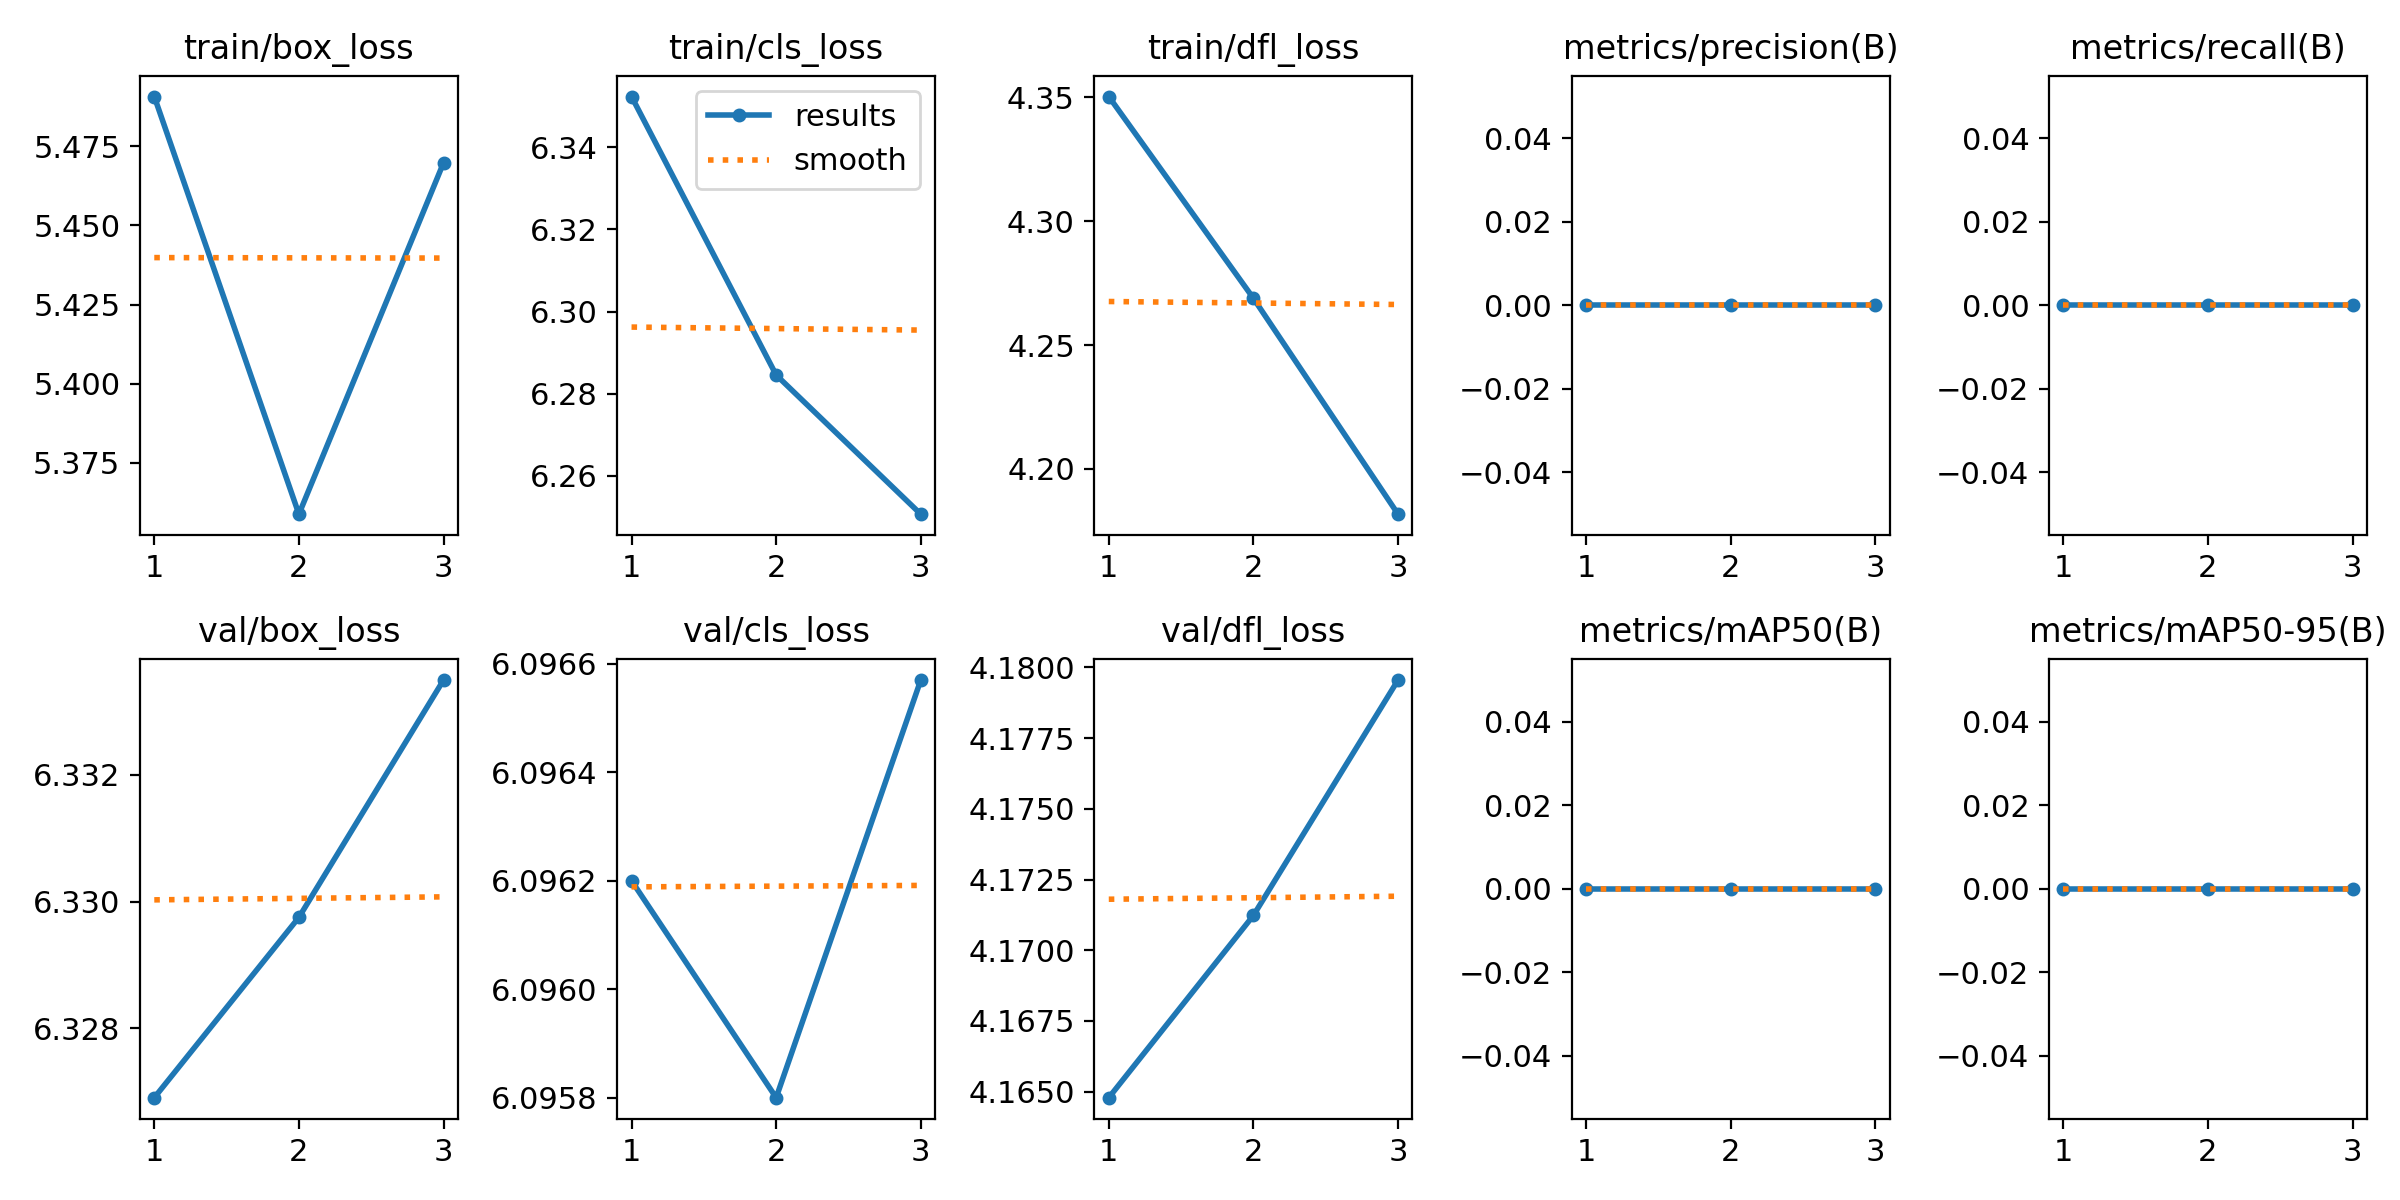 train/box_loss
5.475
5.450
5.425
5.400
5.375
1 2 3
train/cls_loss
results
smooth
6.34
6.32
6.30
6.28
6.26
1 2 3
train/dfl_loss
4.35
4.30
4.25
4.20
1 2 3
metrics/precision(B)
0.04
0.02
0.00
−0.02
−0.04
1 2 3
metrics/recall(B)
0.04
0.02
0.00
−0.02
−0.04
1 2 3
val/box_loss
6.332
6.330
6.328
1 2 3
val/cls_loss
6.0966
6.0964
6.0962
6.0960
6.0958
1 2 3
val/dfl_loss
4.1800
4.1775
4.1750
4.1725
4.1700
4.1675
4.1650
1 2 3
metrics/mAP50(B)
0.04
0.02
0.00
−0.02
−0.04
1 2 3
metrics/mAP50-95(B)
0.04
0.02
0.00
−0.02
−0.04
1 2 3